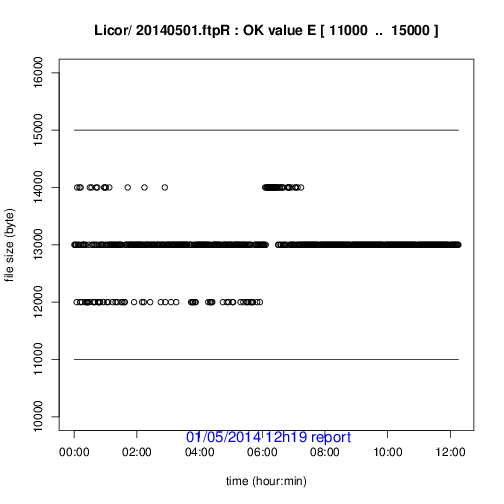 Licor/ 20140501.ftpR : OK value E [ 11000 .. 15000 ]
file size (byte)
16000
15000
14000
13000
12000
11000
10000
01/05/2014 12h19 report
00:00 02:00 04:00 06:00 08:00 10:00 12:00
time (hour:min)